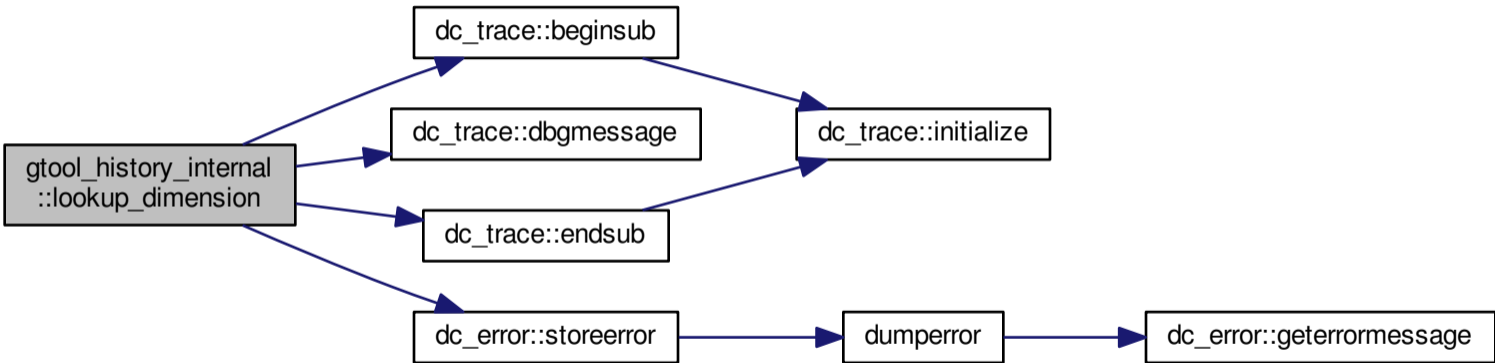 dc_trace::beginsub
dc_trace::dbgmessage
dc_trace::initialize
gtool_history_internal
::lookup_dimension
dc_trace::endsub
dc_error::storeerror
dumperror
dc_error::geterrormessage